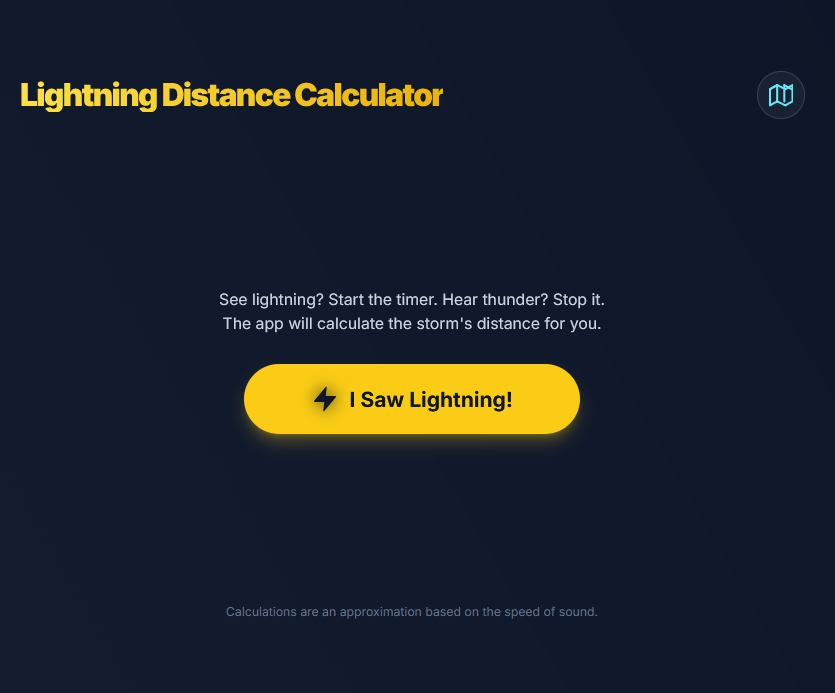 Lightning Distance Calculator
See lightning? Start the timer. Hear thunder? Stop it.
The app will calculate the storm's distance for you.
I Saw Lightning!
Calculations are an approximation based on the speed of sound.